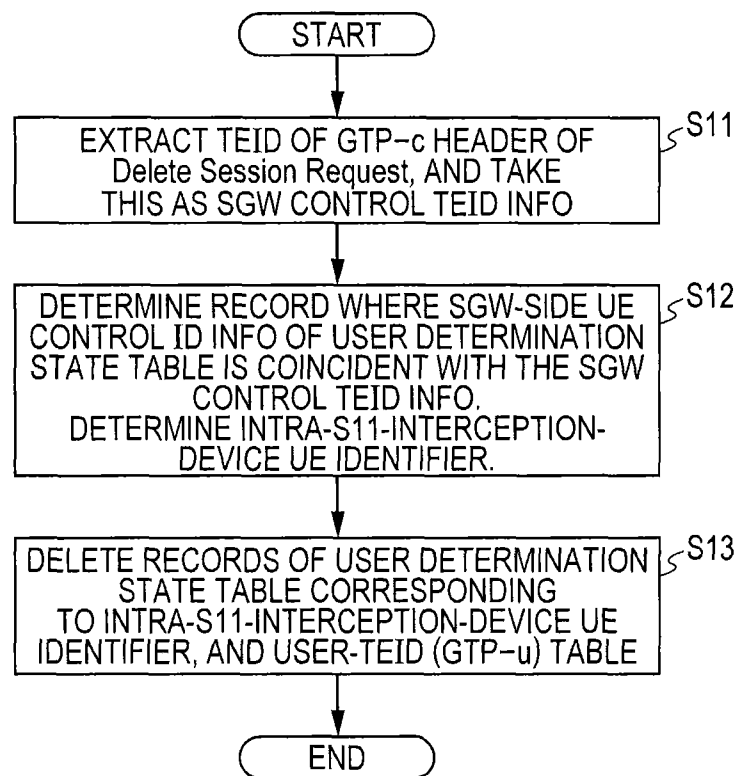 START
S11
EXTRACT TEID OF GTP-c HEADER OF
Delete Session Request, AND TAKE
THIS AS SGW CONTROL TEID INFO
S12
DETERMINE RECORD WHERE SGW-SIDE UE
CONTROL ID INFO OF USER DETERMINATION
STATE TABLE IS COINCIDENT WITH THE SGW
CONTROL TEID INFO.
DETERMINE INTRA-S11-INTERCEPTION-
DEVICE UE IDENTIFIER.
S13
DELETE RECORDS OF USER DETERMINATION
STATE TABLE CORRESPONDING
TO INTRA-S11-INTERCEPTION-DEVICE UE
IDENTIFIER, AND USER-TEID (GTP-u) TABLE
END